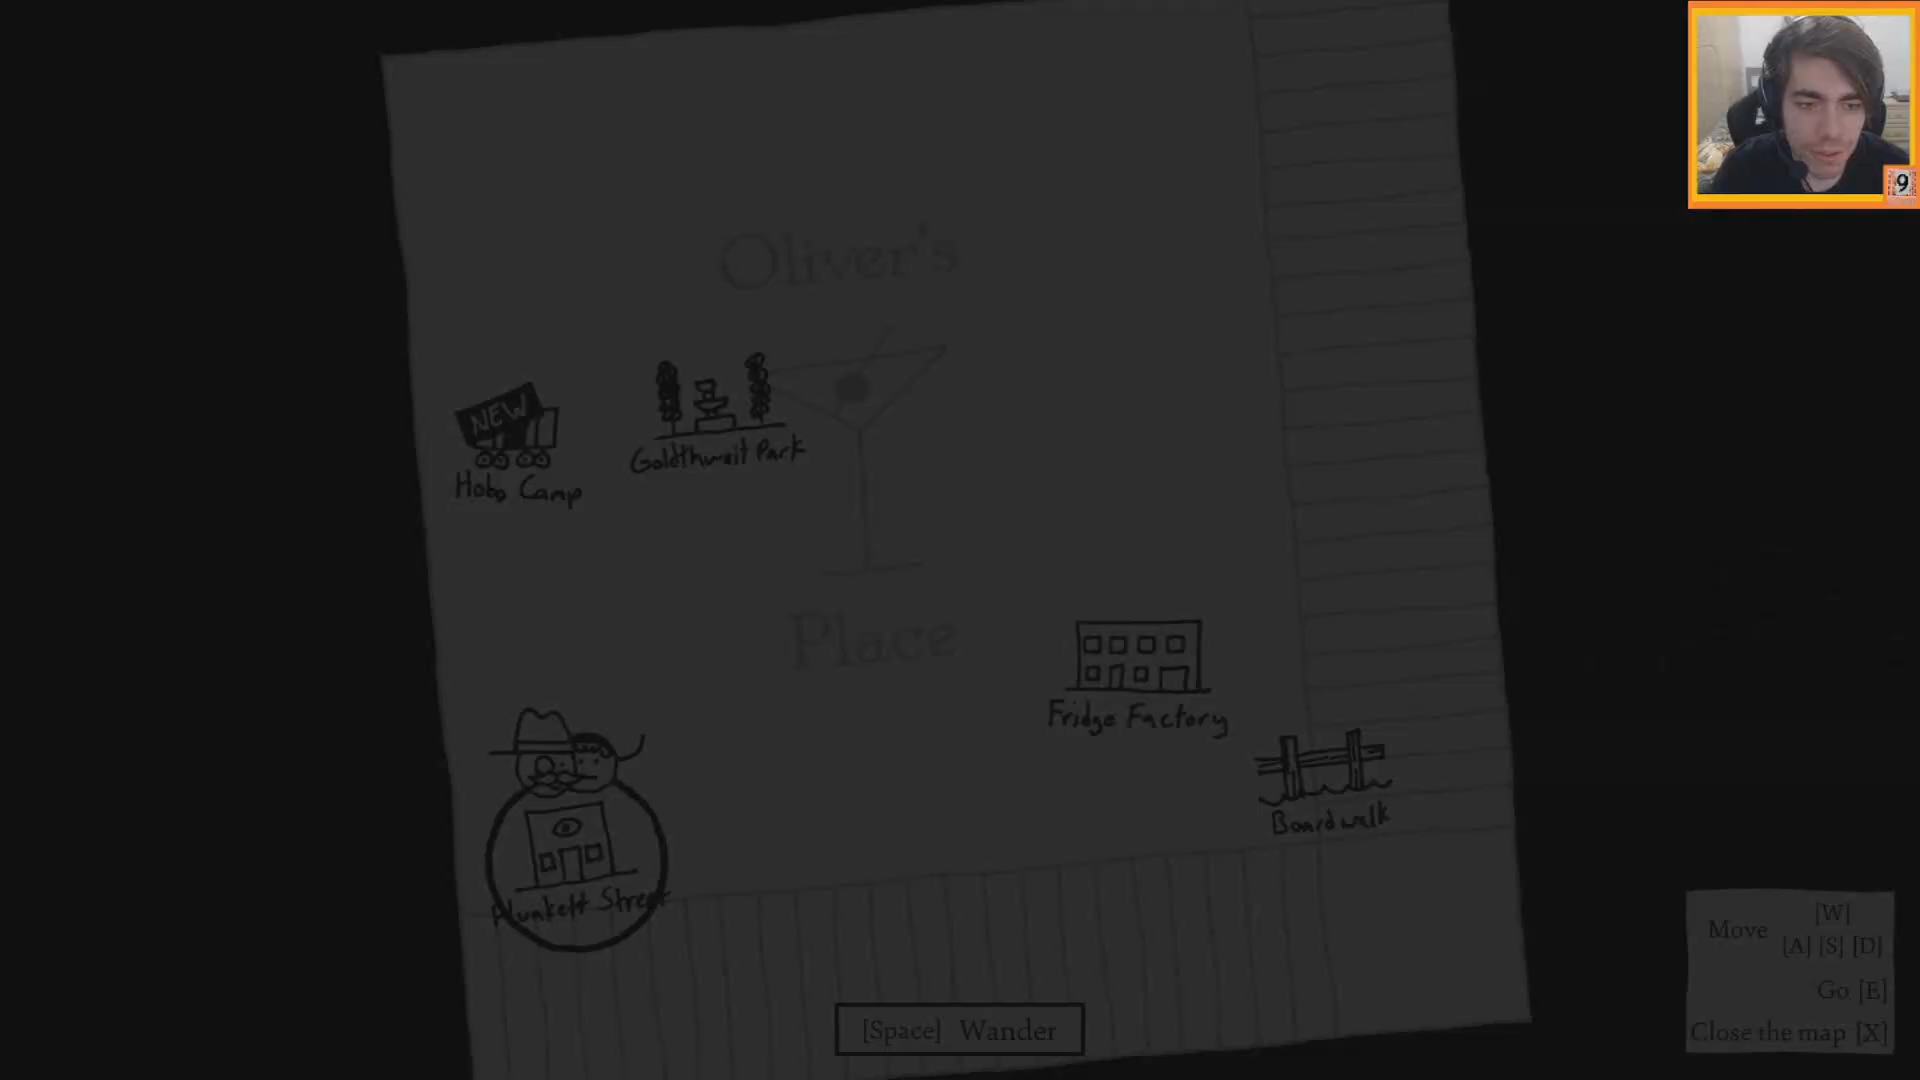 Oliver's
NEW
Hobo Camp
Goldthwait Park
Place
Fridge Factory
Boardwalk
Plunkett Street
[Space] Wander
Move [W]
[A] [S] [D]
Go [E]
Close the map [X]
9